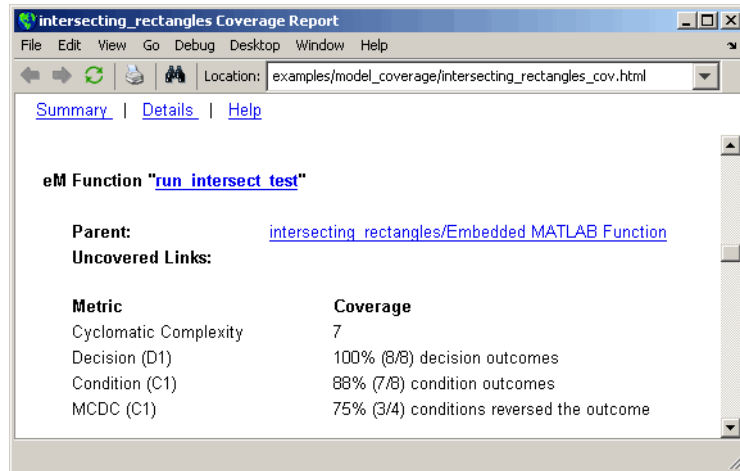 intersecting_rectangles Coverage Report
File Edit View Go Debug Desktop Window Help
Location: examples/model_coverage/intersecting_rectangles_cov.html
Summary | Details | Help
eM Function "run_intersect_test"
Parent: intersecting_rectangles/Embedded MATLAB Function
Uncovered Links:
Metric Coverage
Cyclomatic Complexity 7
Decision (D1) 100% (8/8) decision outcomes
Condition (C1) 88% (7/8) condition outcomes
MCDC (C1) 75% (3/4) conditions reversed the outcome